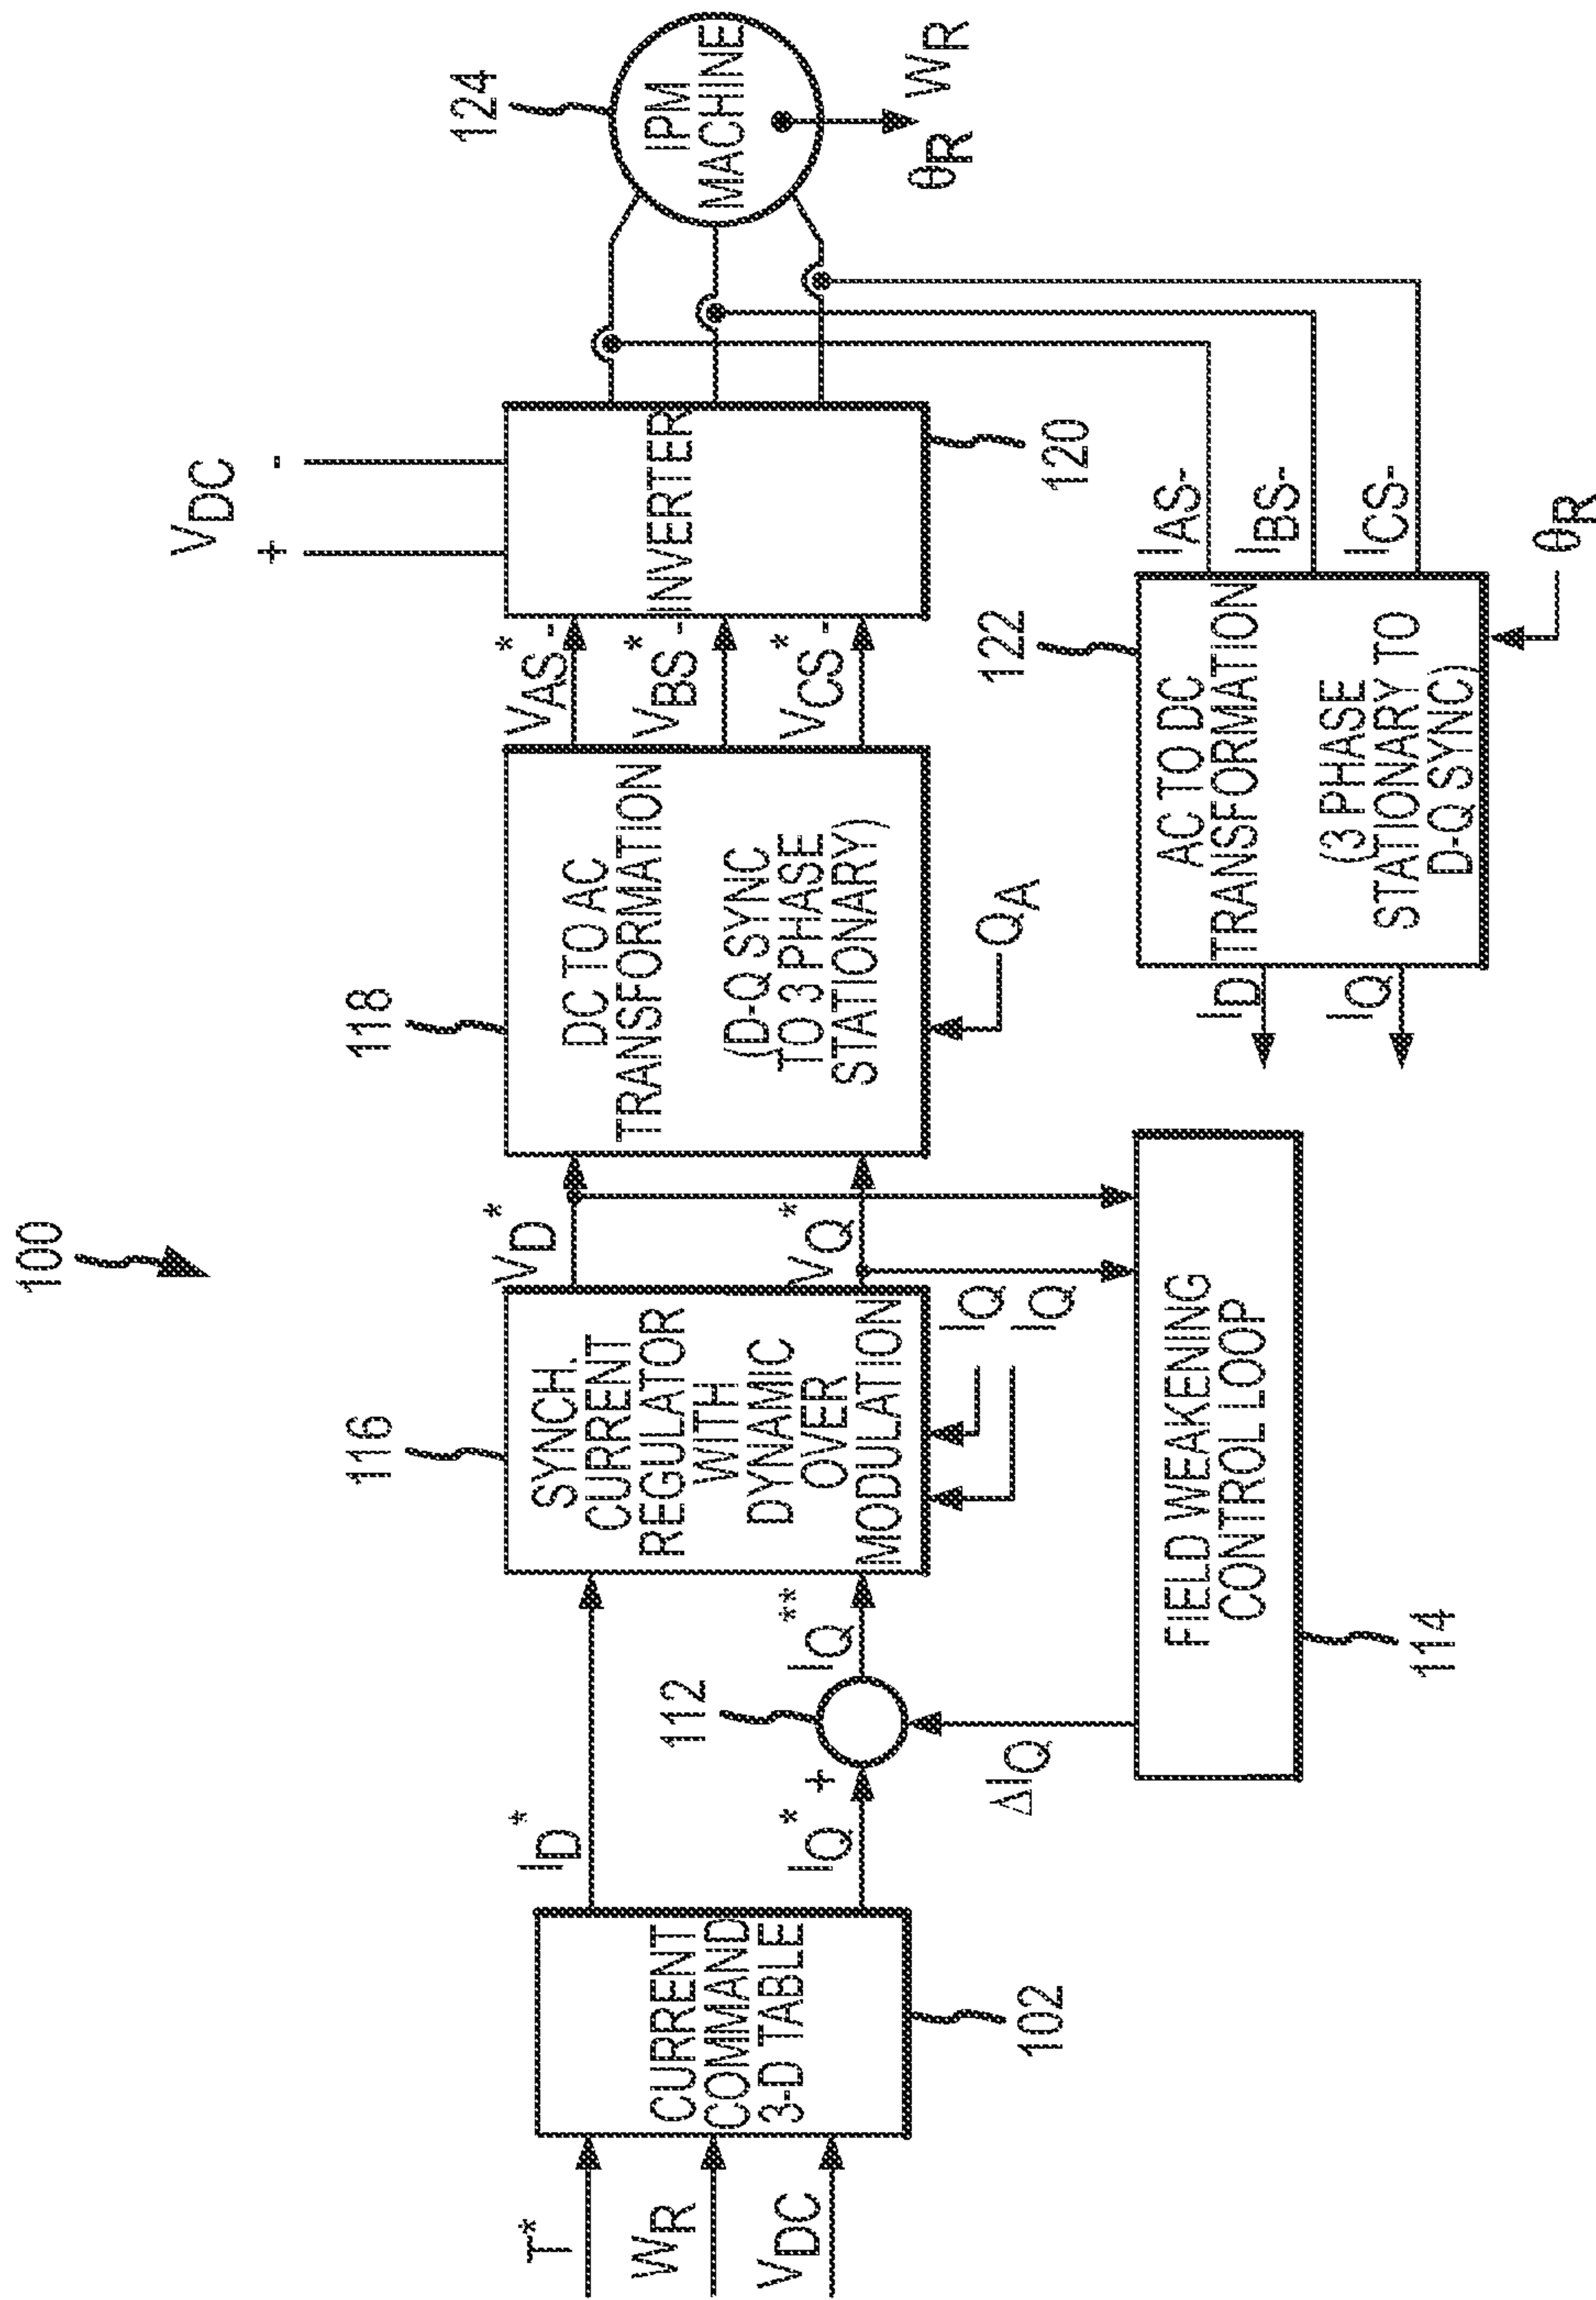 100
T*
WR
VDC
CURRENT
COMMAND
3-D TABLE
102
ID*
IQ*
+
112
ΔIQ
IQ**
116
SYNCH.
CURRENT
REGULATOR
WITH
DYNAMIC
OVER
MODULATION
IQ
IQ
VD*
VQ*
FIELD WEAKENING
CONTROL LOOP
114
118
DC TO AC
TRANSFORMATION
(D-Q SYNC
TO 3 PHASE
STATIONARY)
QA
VAS-*
VBS-*
VCS-*
VDC
+ -
INVERTER
120
124
IPM
MACHINE
θR WR
122
AC TO DC
TRANSFORMATION
(3 PHASE
STATIONARY TO
D-Q SYNC)
ID
IQ
IAS-
IBS-
ICS-
θR